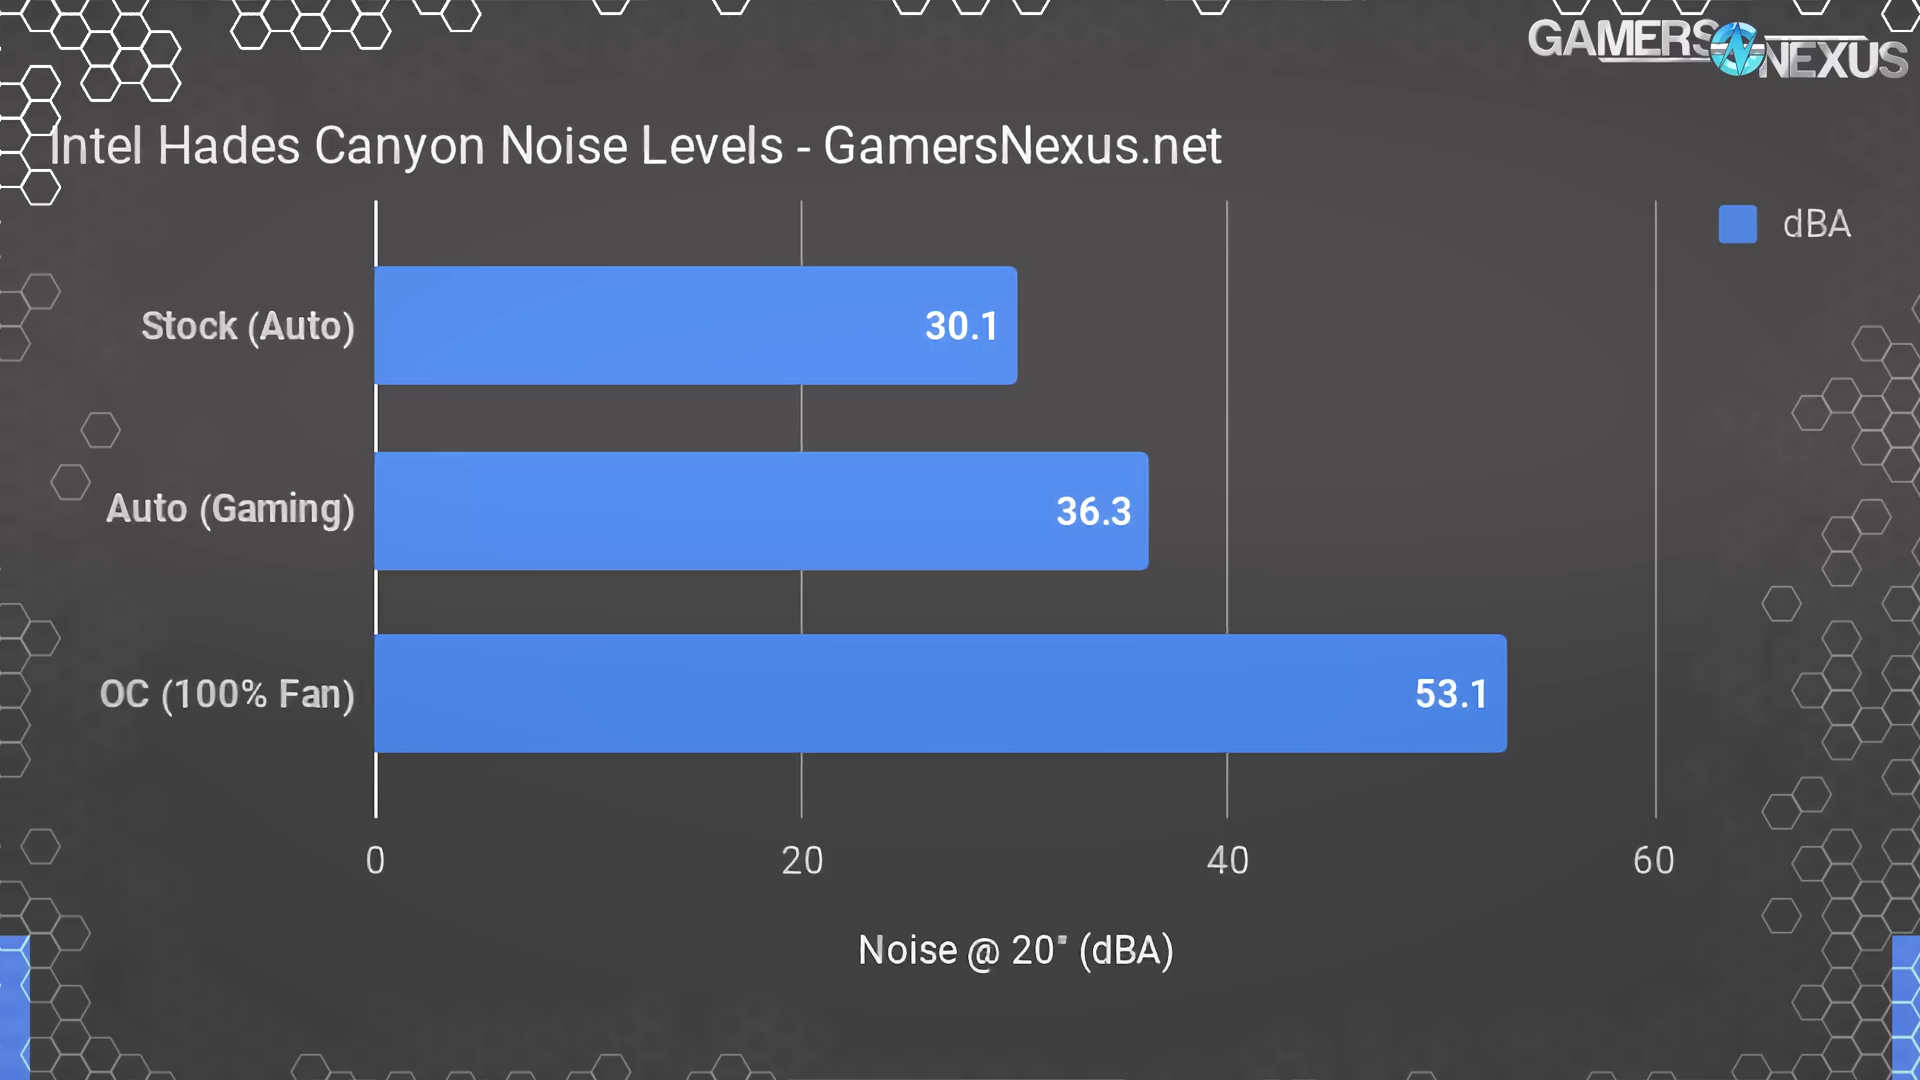 GAMERS NEXUS
Intel Hades Canyon Noise Levels - GamersNexus.net
dBA
Stock (Auto)
30.1
Auto (Gaming)
36.3
OC (100% Fan)
53.1
0 20 40 60
Noise @ 20" (dBA)